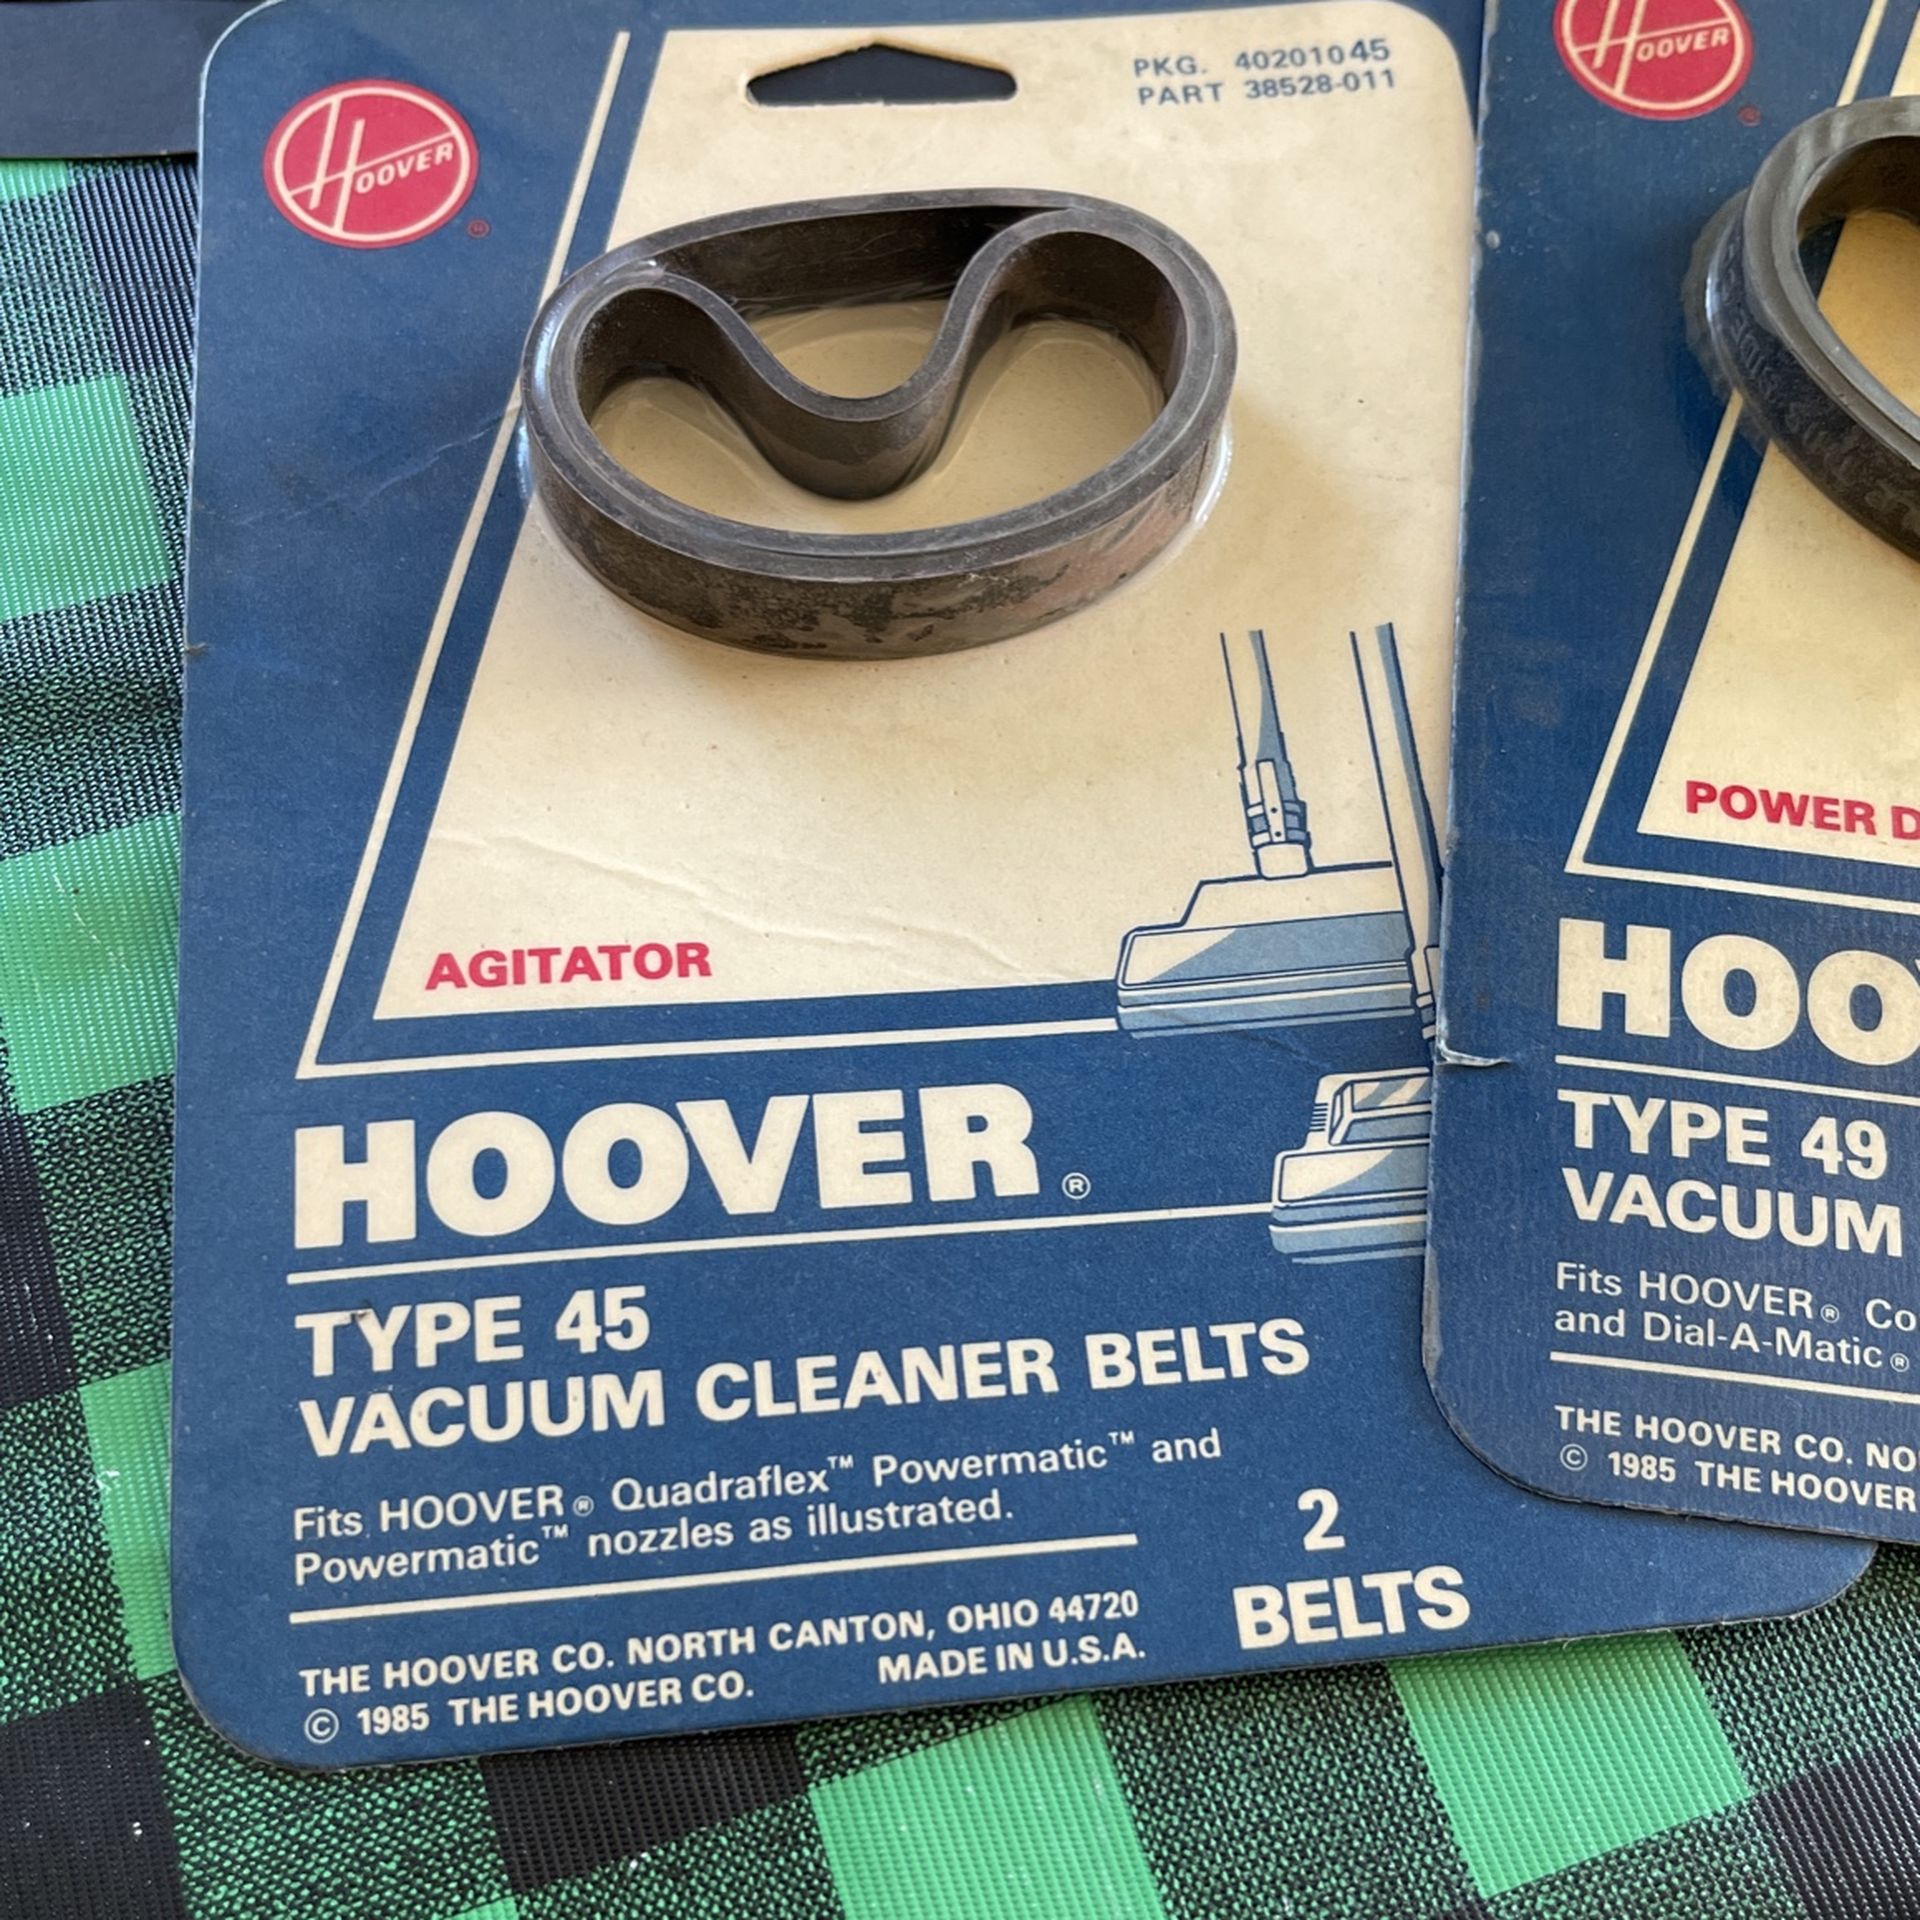 HOOVER
®
PKG. 40201045
PART 38528-011
AGITATOR
HOOVER®
TYPE 45
VACUUM CLEANER BELTS
Fits HOOVER® Quadraflex™ Powermatic™ and
Powermatic™ nozzles as illustrated.
2
BELTS
THE HOOVER CO. NORTH CANTON, OHIO 44720
© 1985 THE HOOVER CO. MADE IN U.S.A.
HOOVER
®
POWER D
HOO
TYPE 49
VACUUM
Fits HOOVER® Co
and Dial-A-Matic®
THE HOOVER CO. NO
© 1985 THE HOOVER